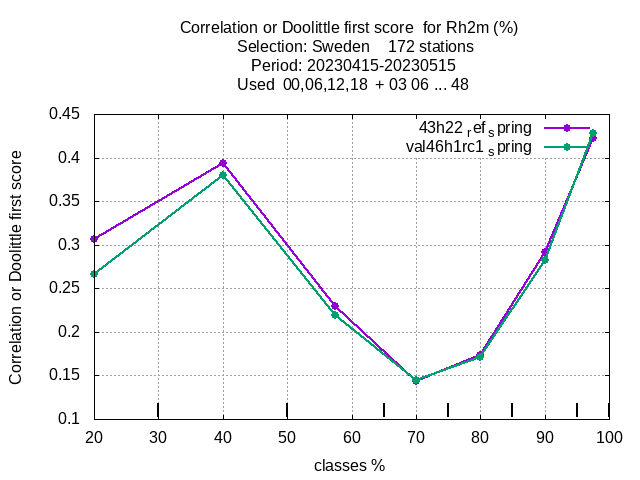 Correlation or Doolittle first score  for Rh2m (%)
Selection: Sweden    172 stations
Period: 20230415-20230515
Used  00,06,12,18  + 03 06 ... 48
43h22 ref spring
val46h1rc1 spring
Correlation or Doolittle first score
0.45
0.4
0.35
0.3
0.25
0.2
0.15
0.1
20 30 40 50 60 70 80 90 100
classes %